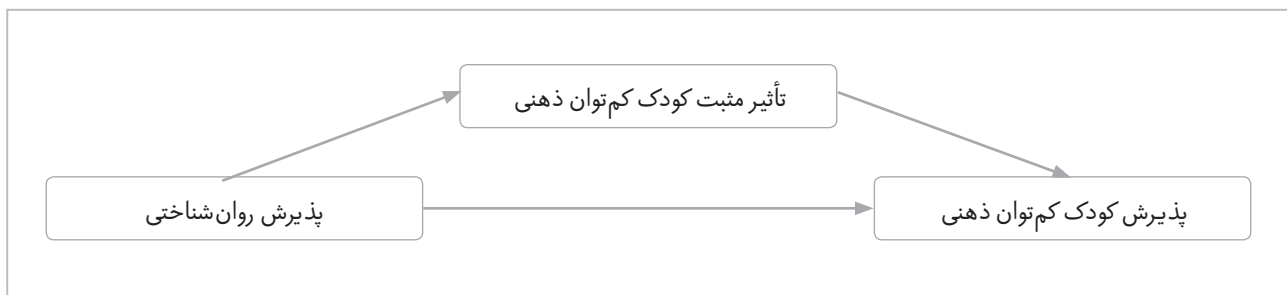 تأثیر مثبت کودک کم‌توان ذهنی
پذیرش روان‌شناختی
پذیرش کودک کم‌توان ذهنی